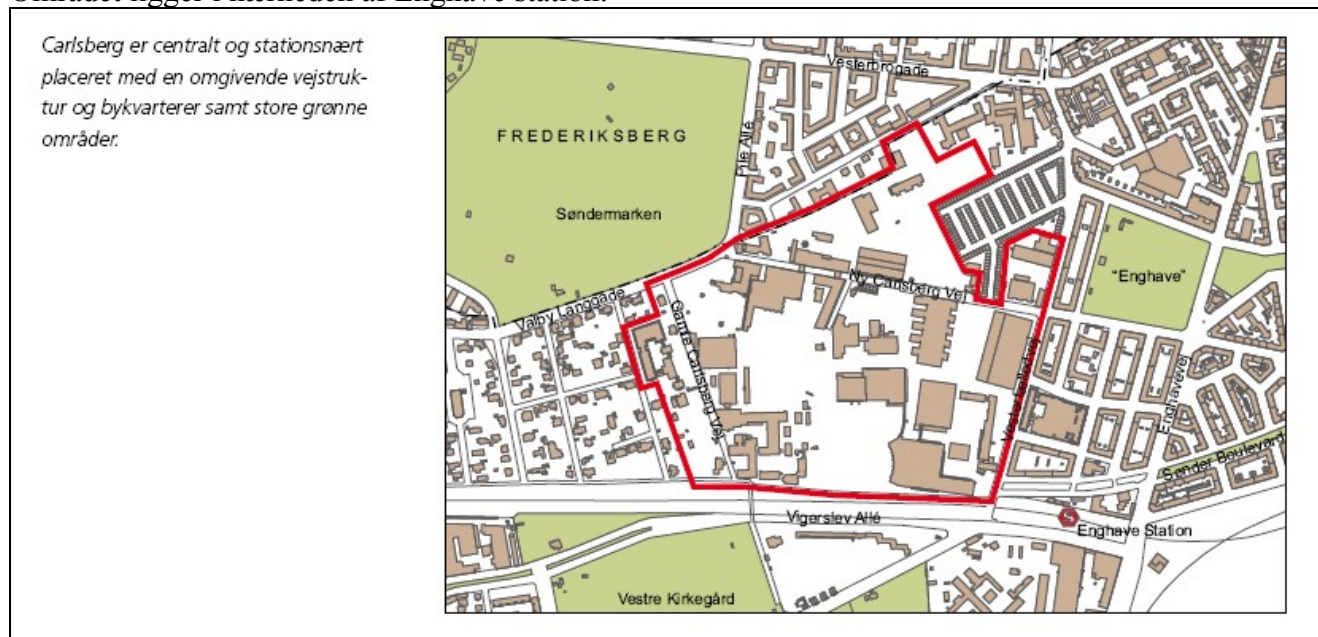 Området ligger i nærheden af Enghave station.
Carlsberg er centralt og stationsnært
placeret med en omgivende vejstruk-
tur og bykvarterer samt store grønne
områder.
Vesterbrogade
FREDERIKSBERG
Pile Allé
Søndermarken
"Enghave"
Ny Carlsberg Vej
Valby Langgade
Gamle Carlsberg Vej
Vesterfælledvej
Enghavevej
Sønder Boulevard
Vigerslev Allé
Enghave Station
Vestre Kirkegård